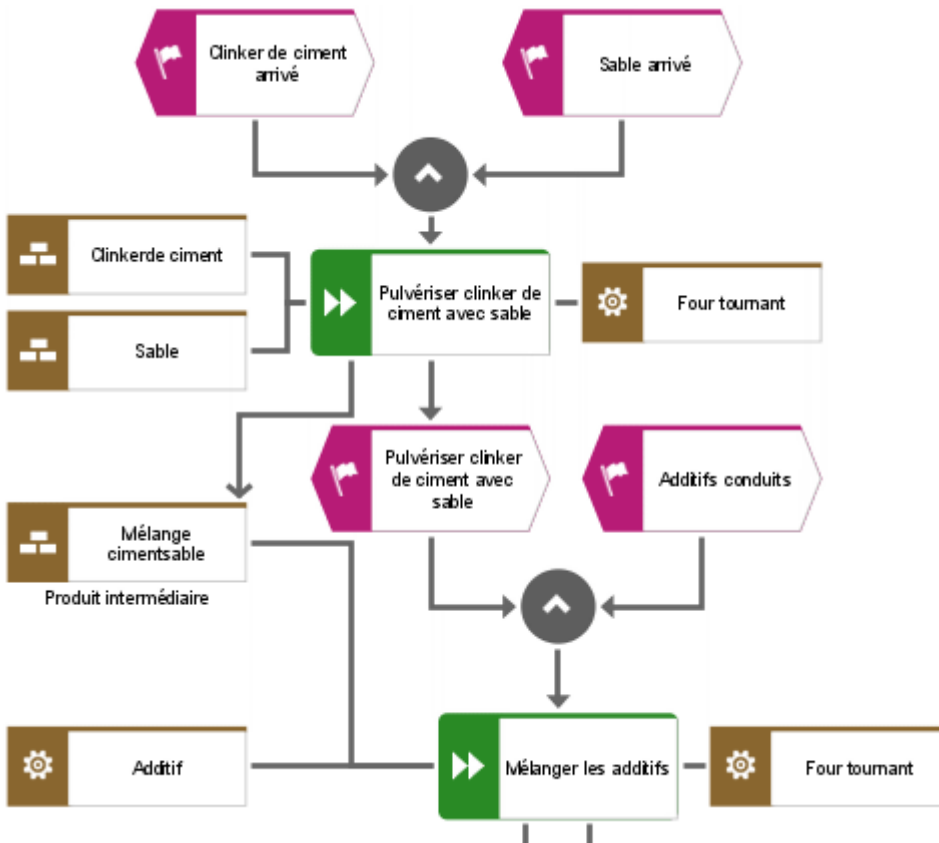 Clinker de ciment
arrivé
Sable arrivé
Clinkerde ciment
Pulvériser clinker de
ciment avec sable
Four tournant
Sable
Pulvériser clinker
de ciment avec
sable
Additifs conduits
Mélange
cimentsable
Produit intermédiaire
Additif
Mélanger les additifs
Four tournant